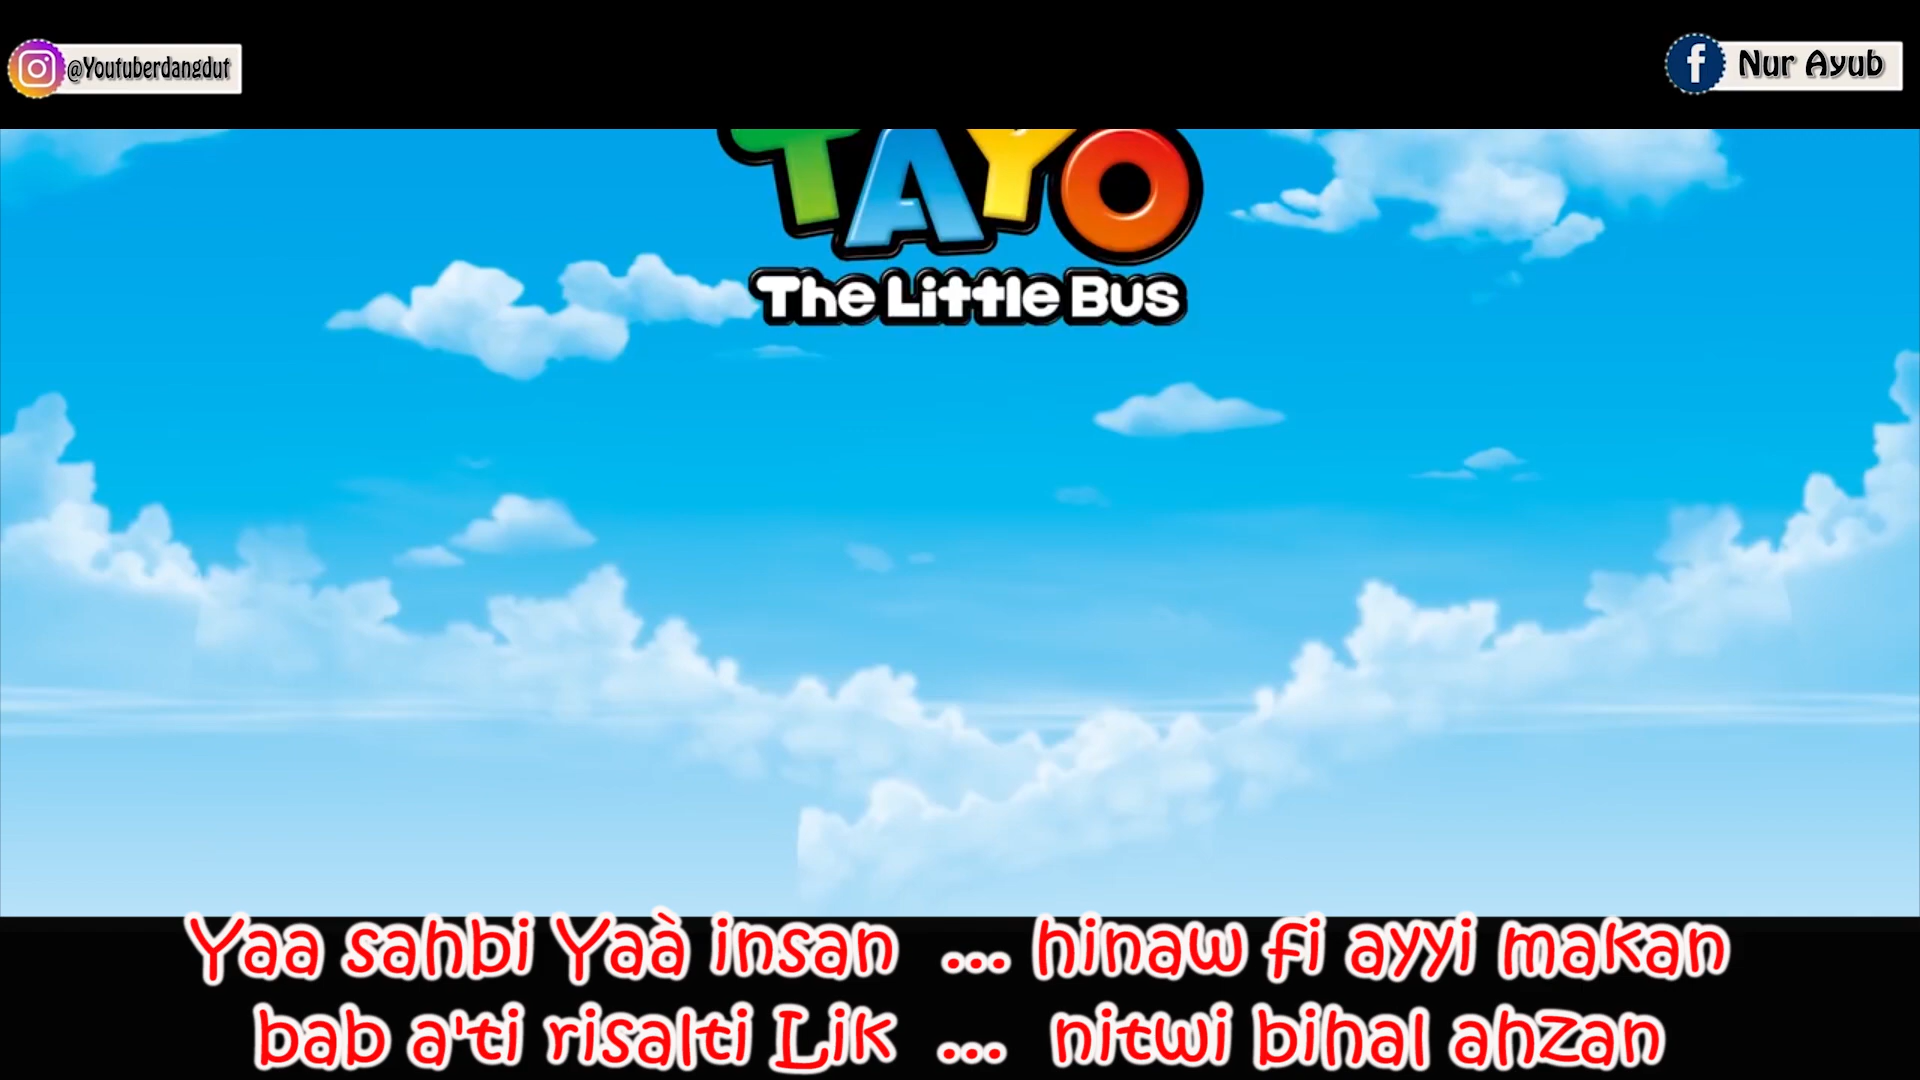 @Youtuberdangdut
Nur Ayub
TAYO
The Little Bus
Yaa sahbi Yaà insan ... hinaw fi ayyi makan
bab a'ti risalti Lik ... nitwi bihal ahzan